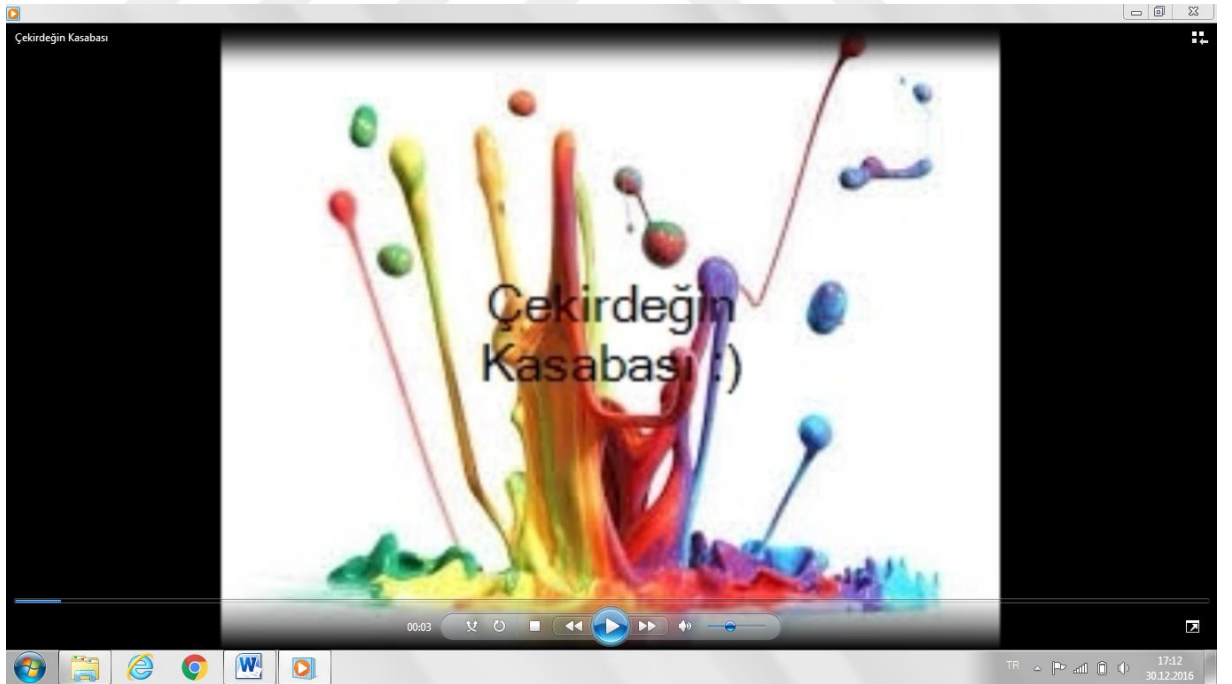 Çekirdeğin Kasabası
Çekirdeğin
Kasabası :)
00:03
TR
17:12
30.12.2016